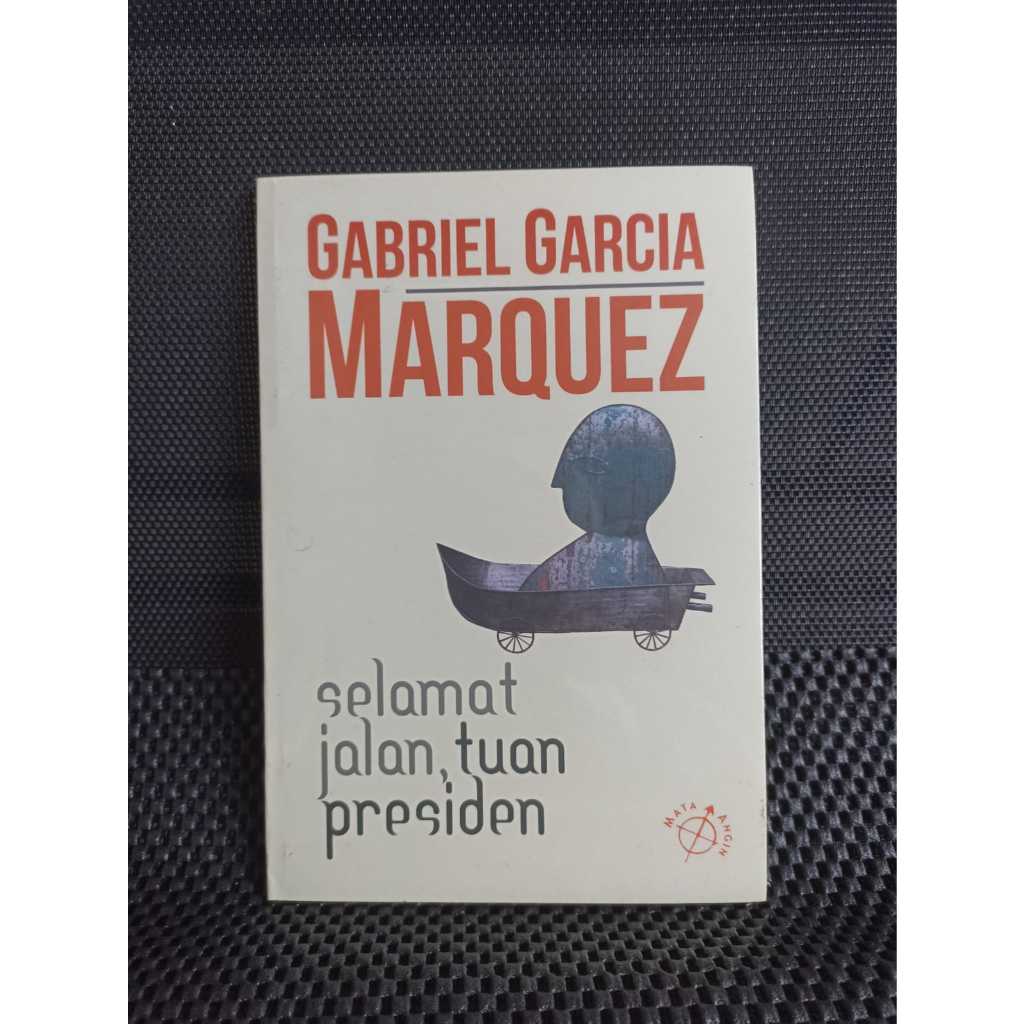 GABRIEL GARCIA
MARQUEZ
selamat
jalan, tuan
presiden
MATA ANGIN